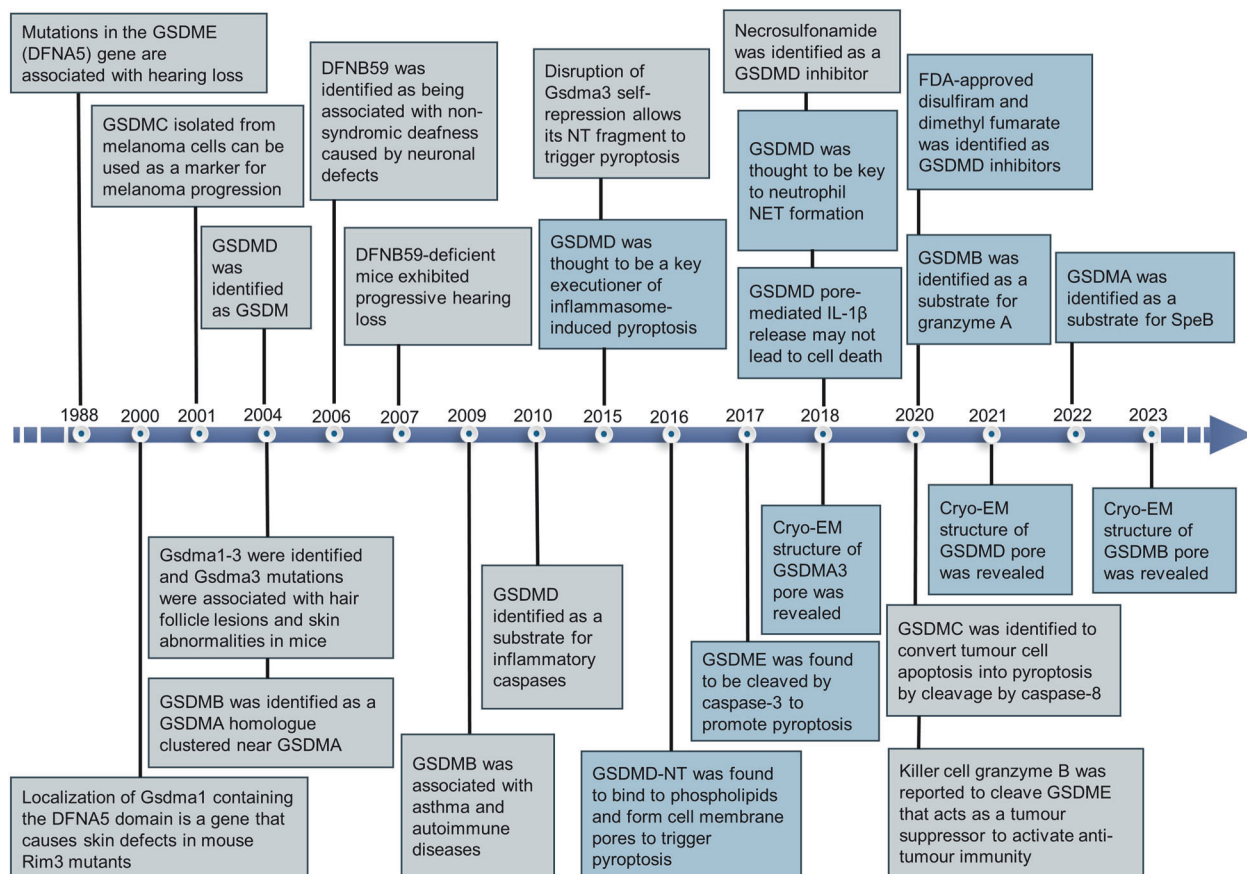 Mutations in the GSDME
(DFNA5) gene are
associated with hearing loss
GSDMC isolated from
melanoma cells can be
used as a marker for
melanoma progression
GSDMD
was
identified
as GSDM
DFNB59 was
identified as being
associated with non-
syndromic deafness
caused by neuronal
defects
DFNB59-deficient
mice exhibited
progressive hearing
loss
Disruption of
Gsdma3 self-
repression allows
its NT fragment to
trigger pyroptosis
GSDMD was
thought to be a key
executioner of
inflammasome-
induced pyroptosis
Necrosulfonamide
was identified as a
GSDMD inhibitor
GSDMD was
thought to be key
to neutrophil
NET formation
GSDMD pore-
mediated IL-1β
release may not
lead to cell death
FDA-approved
disulfiram and
dimethyl fumarate
was identified as
GSDMD inhibitors
GSDMB was
identified as a
substrate for
granzyme A
GSDMA was
identified as a
substrate for SpeB
1988 2000 2001 2004 2006 2007 2009 2010 2015 2016 2017 2018 2020 2021 2022 2023
Gsdma1-3 were identified
and Gsdma3 mutations
were associated with hair
follicle lesions and skin
abnormalities in mice
GSDMB was identified as a
GSDMA homologue
clustered near GSDMA
Localization of Gsdma1 containing
the DFNA5 domain is a gene that
causes skin defects in mouse
Rim3 mutants
GSDMB was
associated with
asthma and
autoimmune
diseases
GSDMD
identified as a
substrate for
inflammatory
caspases
GSDMD-NT was found
to bind to phospholipids
and form cell membrane
pores to trigger
pyroptosis
GSDME was found
to be cleaved by
caspase-3 to
promote pyroptosis
Cryo-EM
structure of
GSDMA3
pore was
revealed
GSDMC was identified to
convert tumour cell
apoptosis into pyroptosis
by cleavage by caspase-8
Killer cell granzyme B was
reported to cleave GSDME
that acts as a tumour
suppressor to activate anti-
tumour immunity
Cryo-EM
structure of
GSDMD pore
was revealed
Cryo-EM
structure of
GSDMB pore
was revealed